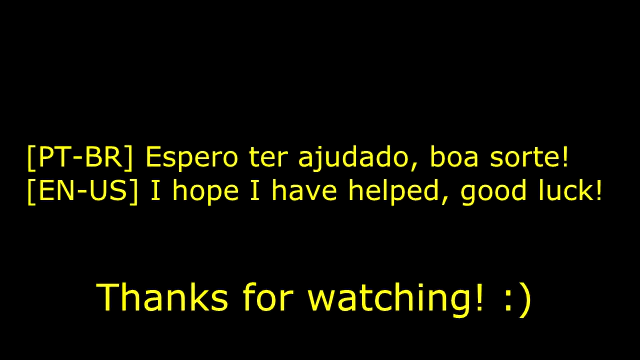 [PT-BR] Espero ter ajudado, boa sorte!
[EN-US] I hope I have helped, good luck!
Thanks for watching! :)